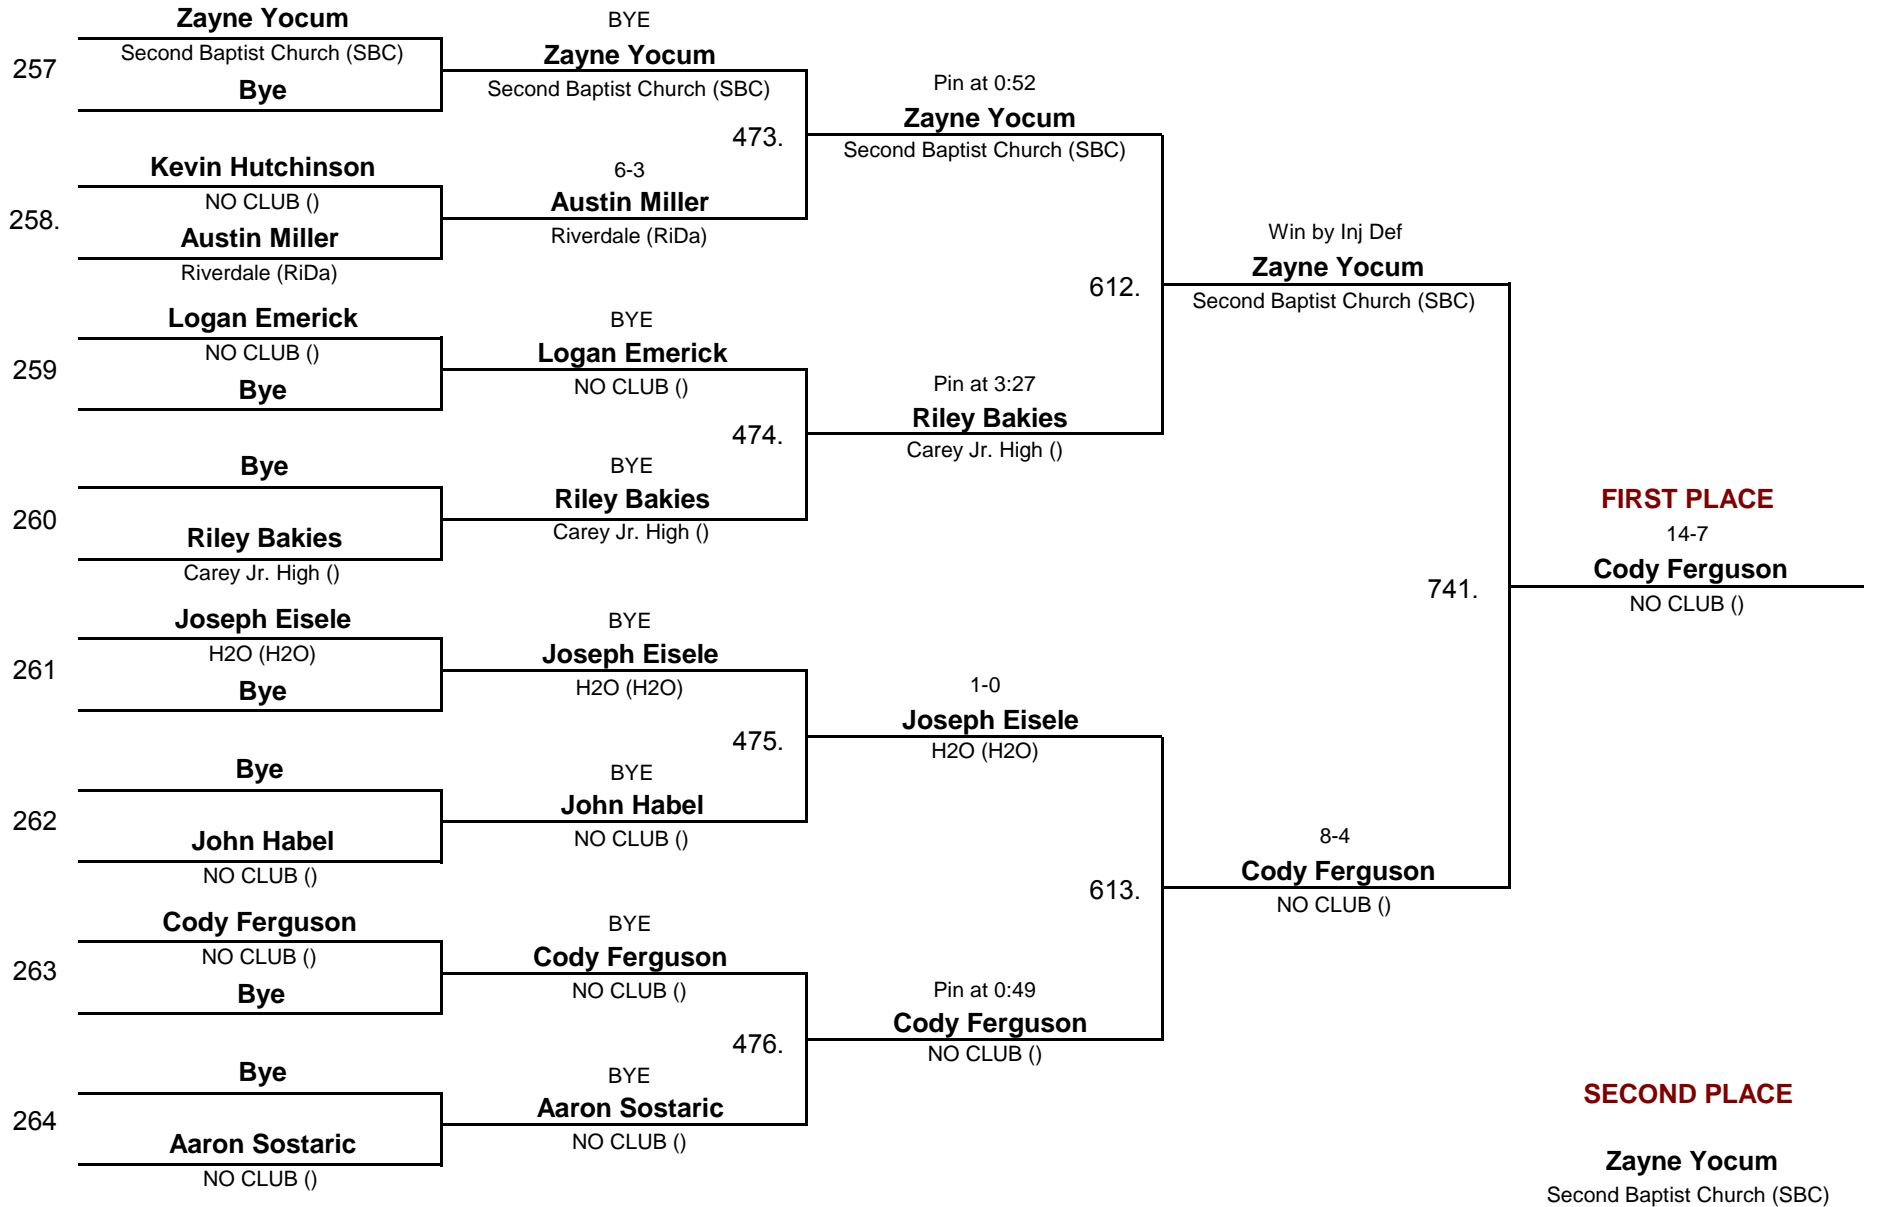 Zayne Yocum
257
Second Baptist Church (SBC)
Bye
258.
Kevin Hutchinson
NO CLUB ()
Austin Miller
Riverdale (RiDa)
259
Logan Emerick
NO CLUB ()
Bye
260
Bye
Riley Bakies
Carey Jr. High ()
261
Joseph Eisele
H2O (H2O)
Bye
262
Bye
John Habel
NO CLUB ()
263
Cody Ferguson
NO CLUB ()
Bye
264
Bye
Aaron Sostaric
NO CLUB ()
BYE
Zayne Yocum
Second Baptist Church (SBC)
473.
6-3
Austin Miller
Riverdale (RiDa)
BYE
Logan Emerick
NO CLUB ()
474.
BYE
Riley Bakies
Carey Jr. High ()
BYE
Joseph Eisele
H2O (H2O)
475.
BYE
John Habel
NO CLUB ()
BYE
Cody Ferguson
NO CLUB ()
476.
BYE
Aaron Sostaric
NO CLUB ()
Pin at 0:52
Zayne Yocum
Second Baptist Church (SBC)
612.
Pin at 3:27
Riley Bakies
Carey Jr. High ()
1-0
Joseph Eisele
H2O (H2O)
613.
Pin at 0:49
Cody Ferguson
NO CLUB ()
Win by Inj Def
Zayne Yocum
Second Baptist Church (SBC)
741.
8-4
Cody Ferguson
NO CLUB ()
FIRST PLACE
14-7
Cody Ferguson
NO CLUB ()
SECOND PLACE
Zayne Yocum
Second Baptist Church (SBC)